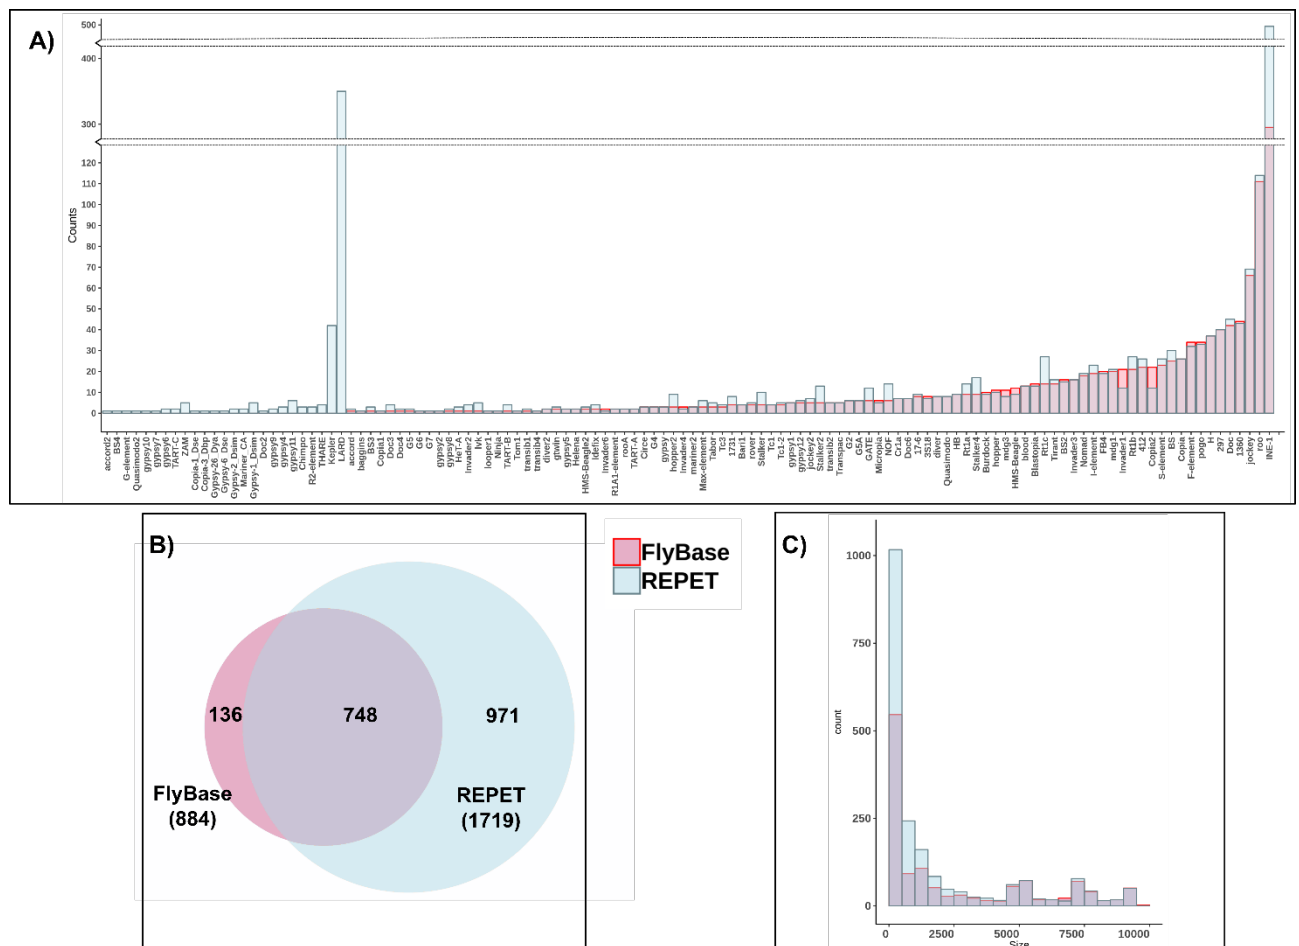 A)
500
400
300
120
110
100
90
80
70
60
50
40
30
20
10
0
Counts
accord2
BS4
G-element
Quasimodo2
gypsy10
gypsy7
gypsy6
TART-C
ZAM
Copia-1_Dse
Copia-3_Dbp
Gypsy-26_Dya
Gypsy-6_Dse
Gypsy-2_Dsim
Mariner_CA
Gypsy-1_Dsim
Doc2
gypsy9
gypsy4
gypsy11
Chimpo
R2-element
THARE
Kepler
LARD
accord
baggins
BS3
Copia1
Doc3
Doc4
G5
G6
G7
gypsy2
gypsy8
HeT-A
Invader2
Ivk
looper1
Ninja
TART-B
Tom1
transib1
transib4
diver2
gtwin
gypsy5
Helena
HMS-Beagle2
Idefix
Invader6
R1A1-element
rooA
TART-A
Circe
G4
gypsy
hopper2
Invader4
mariner2
Max-element
Tabor
Tc3
1731
Bari1
rover
Stalker
Tc1
Tc1-2
gypsy1
gypsy12
jockey2
Stalker2
transib2
Transpac
G2
G5A
GATE
Micropia
NOF
Cr1a
Doc6
17-6
3S18
diver
Quasimodo
HB
Rt1a
Stalker4
Burdock
hopper
mdg3
HMS-Beagle
blood
Blastopia
Rt1c
Tirant
BS2
Invader3
Nomad
I-element
FB4
mdg1
Invader1
Rt1b
412
Copia2
S-element
BS
Copia
F-element
pogo
H
297
Doc
1360
jockey
roo
INE-1
B)
136
748
971
FlyBase
(884)
REPET
(1719)
FlyBase
REPET
C)
1000
750
500
250
0
count
0
2500
5000
7500
10000
Size